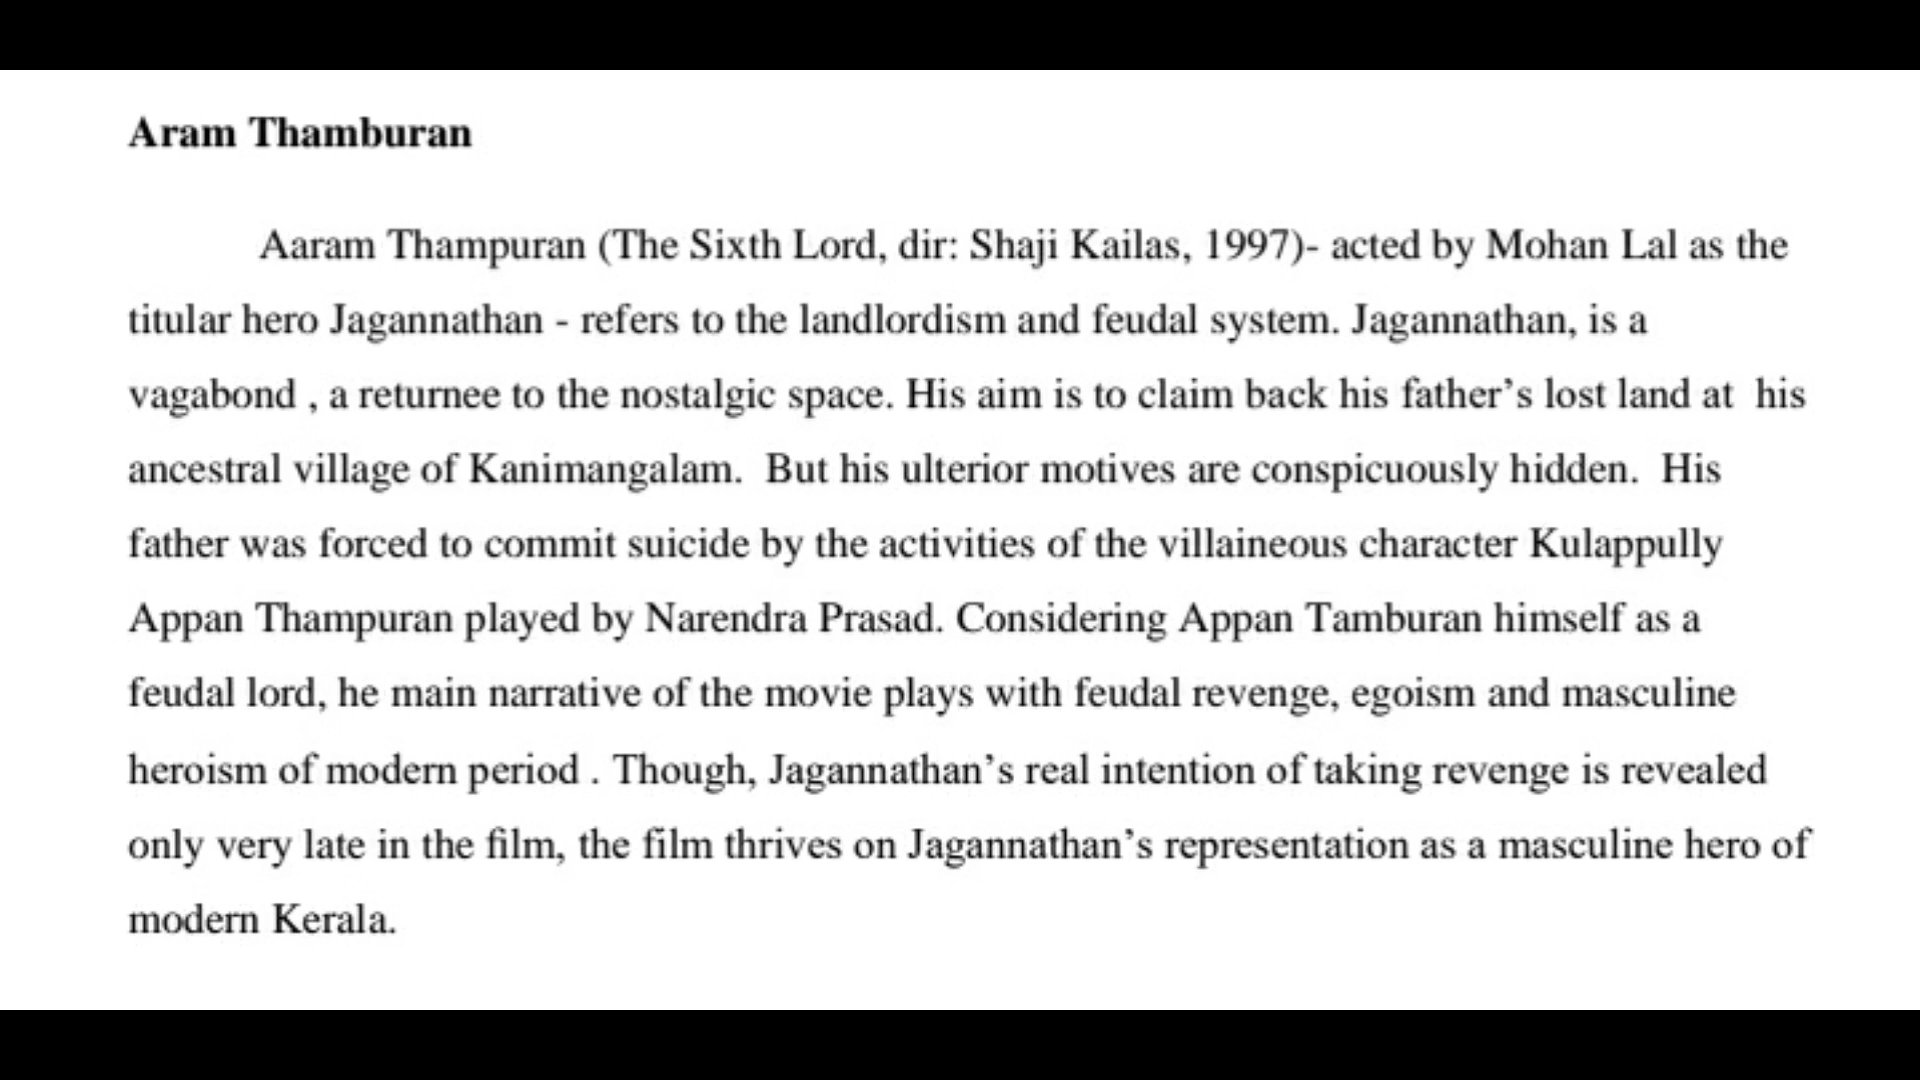 Aram Thamburan
Aaram Thampuran (The Sixth Lord, dir: Shaji Kailas, 1997)- acted by Mohan Lal as the
titular hero Jagannathan - refers to the landlordism and feudal system. Jagannathan, is a
vagabond , a returnee to the nostalgic space. His aim is to claim back his father’s lost land at  his
ancestral village of Kanimangalam.  But his ulterior motives are conspicuously hidden.  His
father was forced to commit suicide by the activities of the villaineous character Kulappully
Appan Thampuran played by Narendra Prasad. Considering Appan Tamburan himself as a
feudal lord, he main narrative of the movie plays with feudal revenge, egoism and masculine
heroism of modern period . Though, Jagannathan’s real intention of taking revenge is revealed
only very late in the film, the film thrives on Jagannathan’s representation as a masculine hero of
modern Kerala.